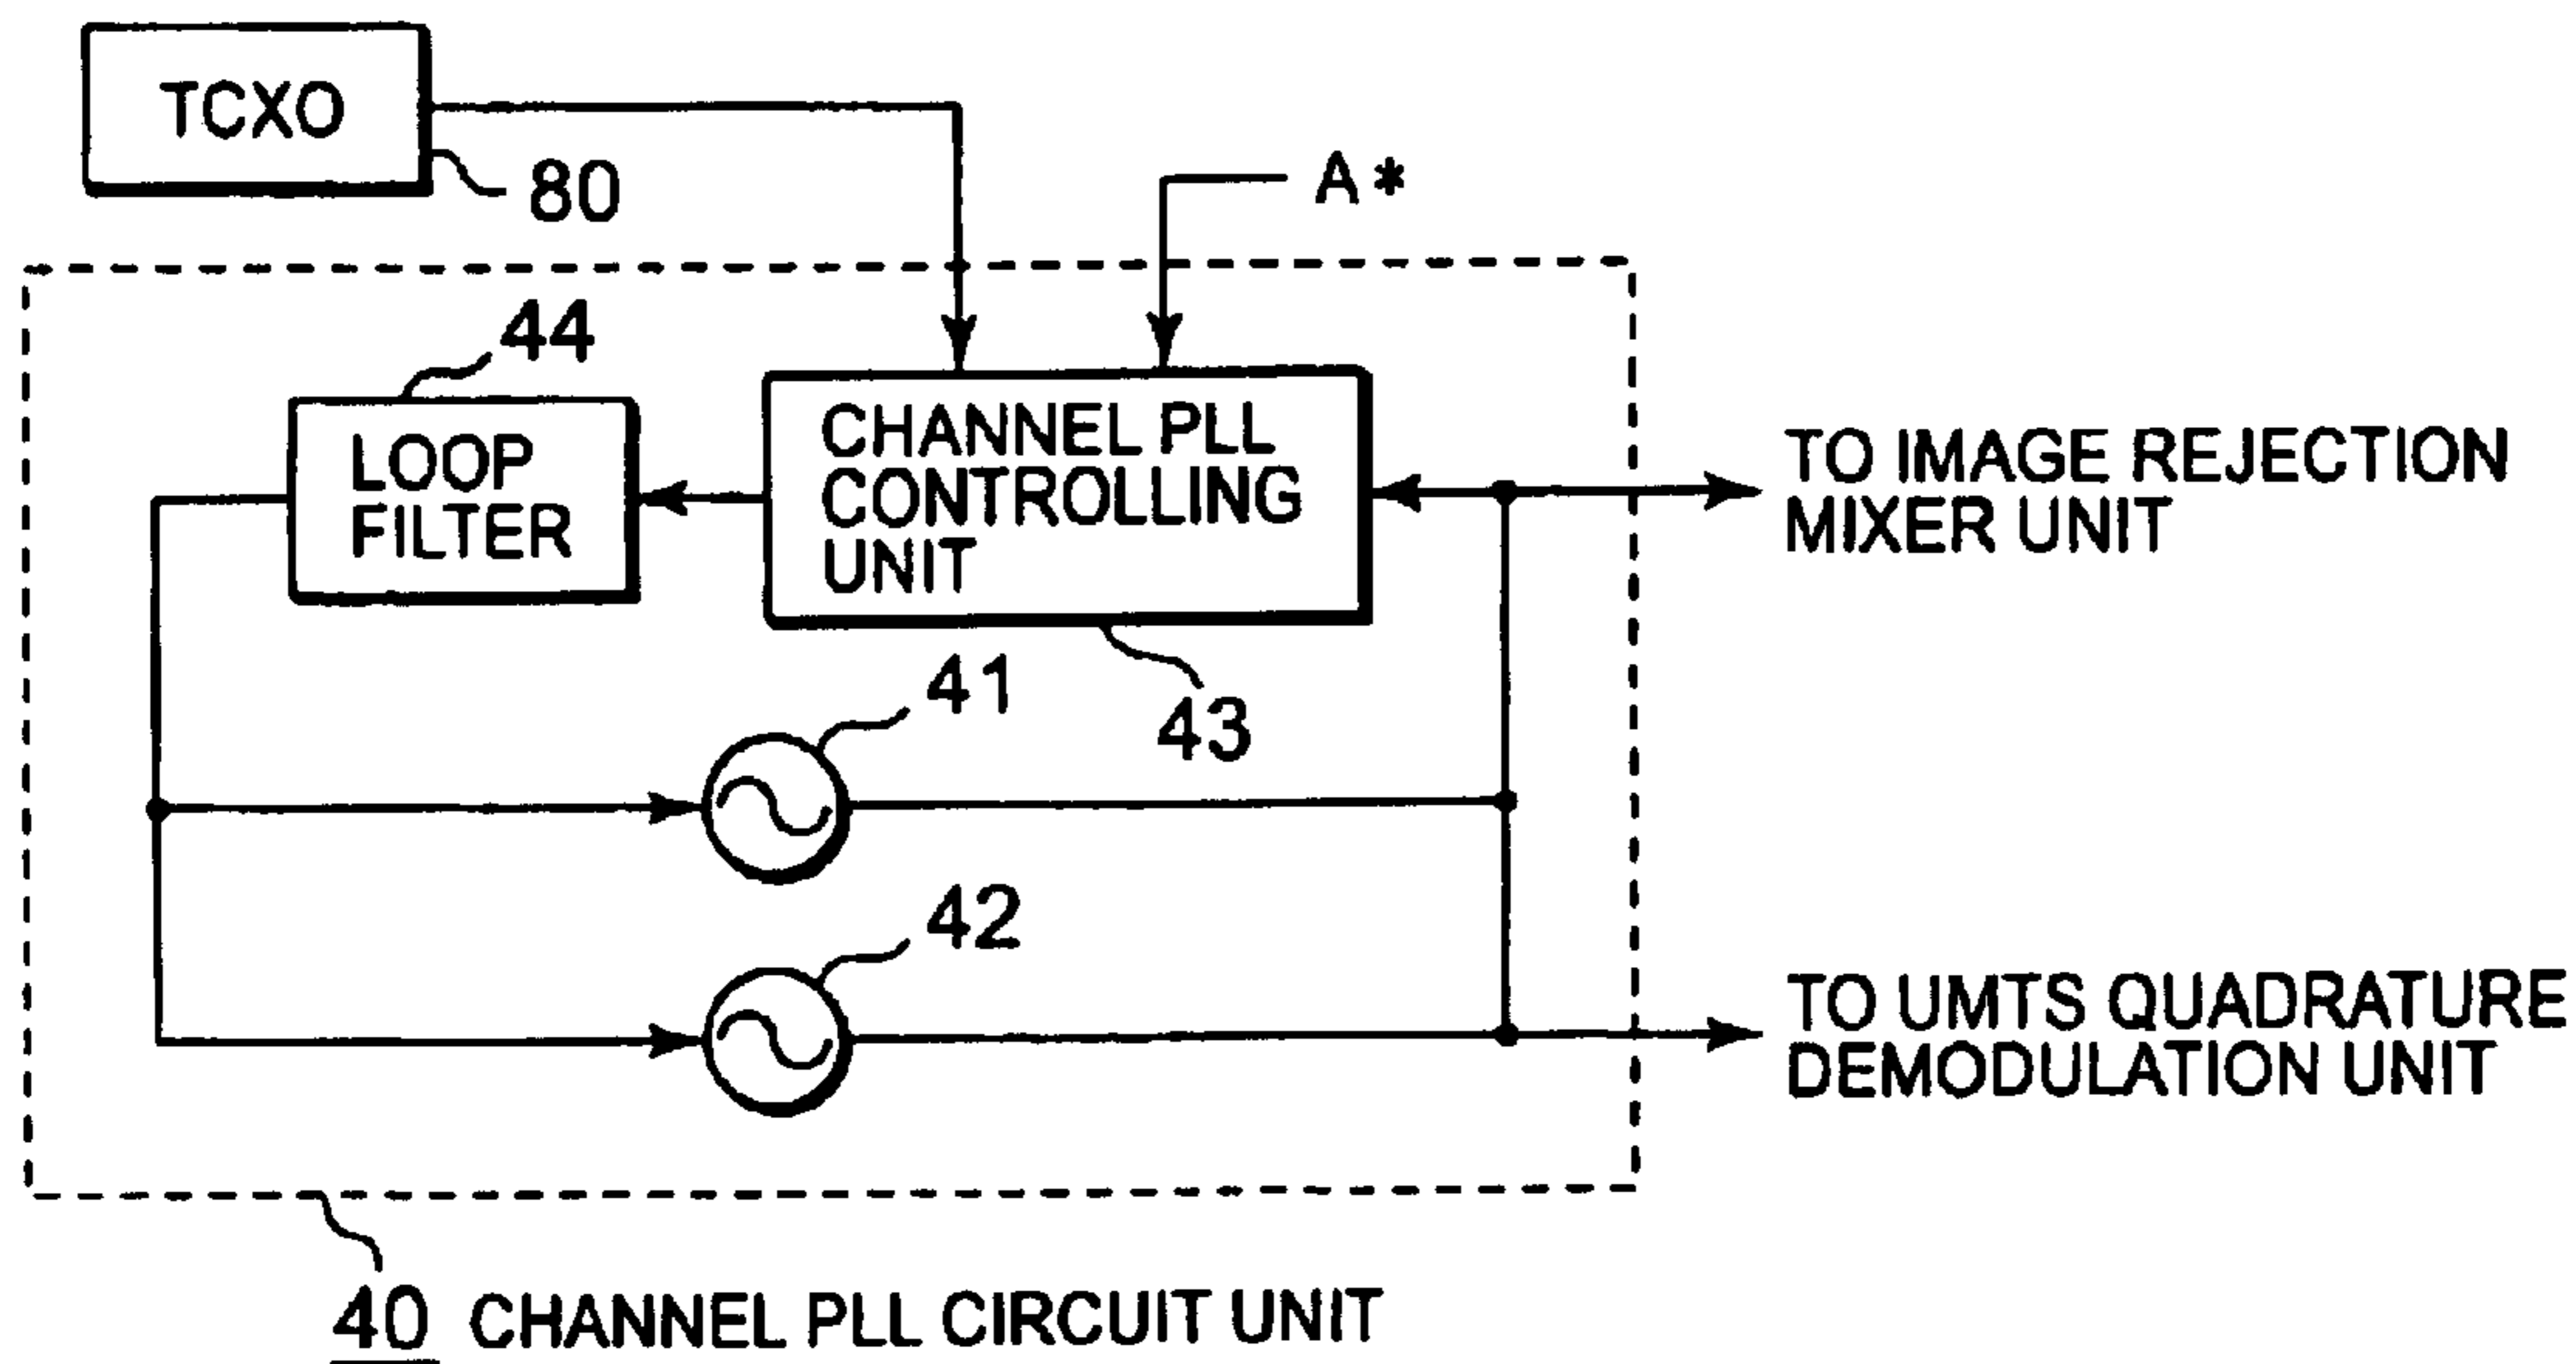 TCXO
80
A*
44
LOOP
FILTER
CHANNEL PLL
CONTROLLING
UNIT
TO IMAGE REJECTION
MIXER UNIT
41
43
42
TO UMTS QUADRATURE
DEMODULATION UNIT
40 CHANNEL PLL CIRCUIT UNIT